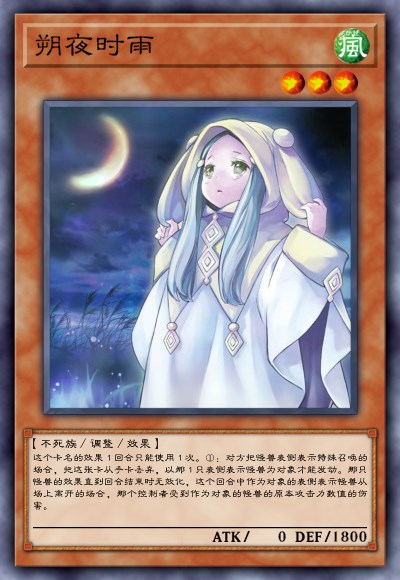 朔夜时雨
風
【不死族／调整／效果】
这个卡名的效果1回合只能使用1次。①：对方把怪兽表侧表示特殊召唤的
场合，把这张卡从手卡丢弃，以那1只表侧表示怪兽为对象才能发动。那只
怪兽的效果直到回合结束时无效化，这个回合中作为对象的表侧表示怪兽从
场上离开的场合，那个控制者受到作为对象的怪兽的原本攻击力数值的伤
害。
ATK/ 0 DEF/1800